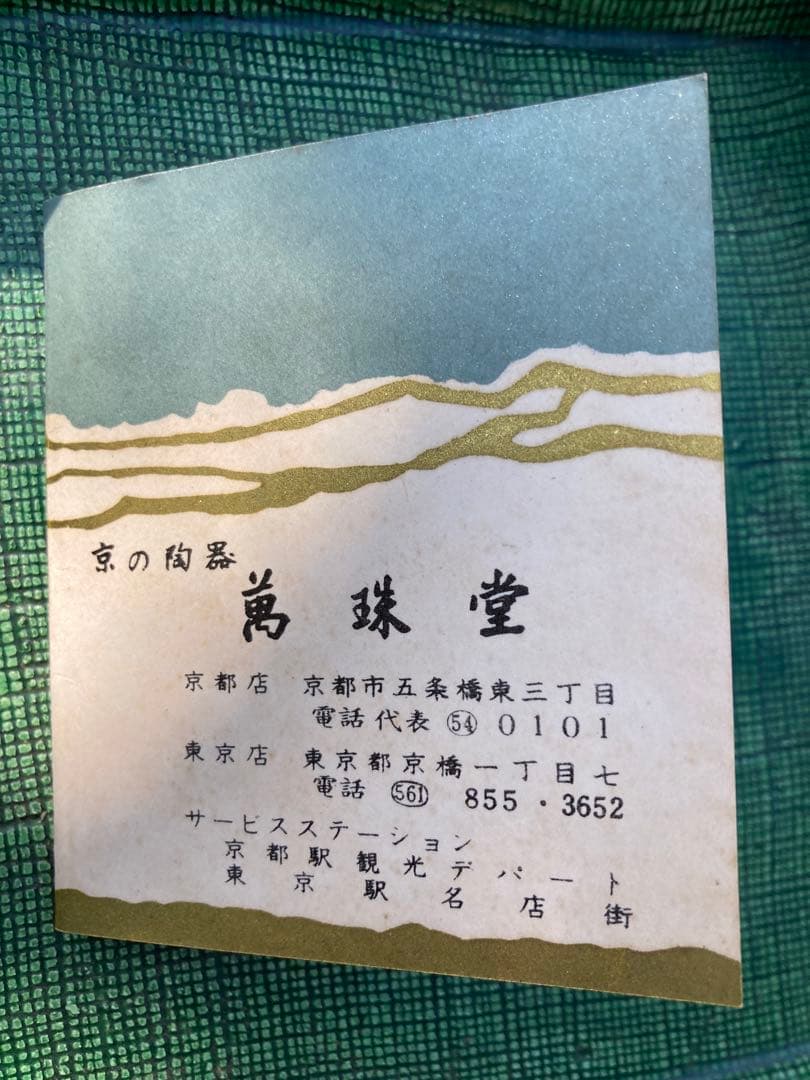 京の陶器
萬珠堂
京都店 京都市五条橋東三丁目
電話代表 ㊴ 0101
東京店 東京都京橋一丁目七
電話 (561) 855・3652
サービスステーション
京都駅観光デパート
東京駅名店街